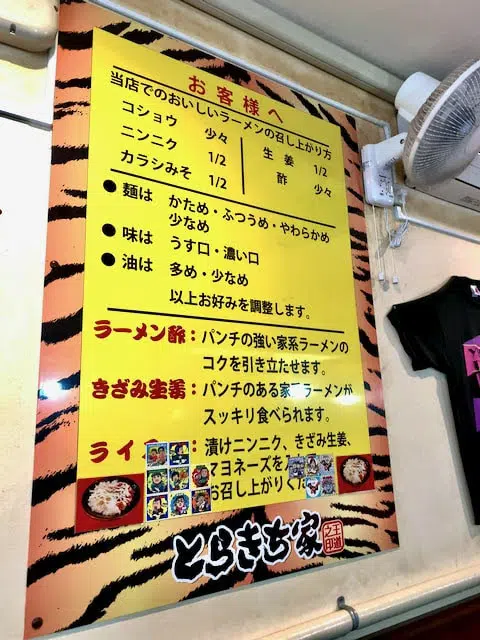 お客様へ
当店でのおいしいラーメンの召し上がり方
コショウ 少々
ニンニク 1/2
カラシみそ 1/2
生姜 1/2
酢 少々
●麺は かため・ふつうめ・やわらかめ
少なめ
●味は うす口・濃い口
●油は 多め・少なめ
以上お好みを調整します。
ラーメン酢：パンチの強い家系ラーメンの
コクを引き立たせます。
きざみ生姜：パンチのある家系ラーメンが
スッキリ食べられます。
ライ ：漬けニンニク、きざみ生姜、
マヨネーズを
お召し上がりくだ
とらきち家
王道之印